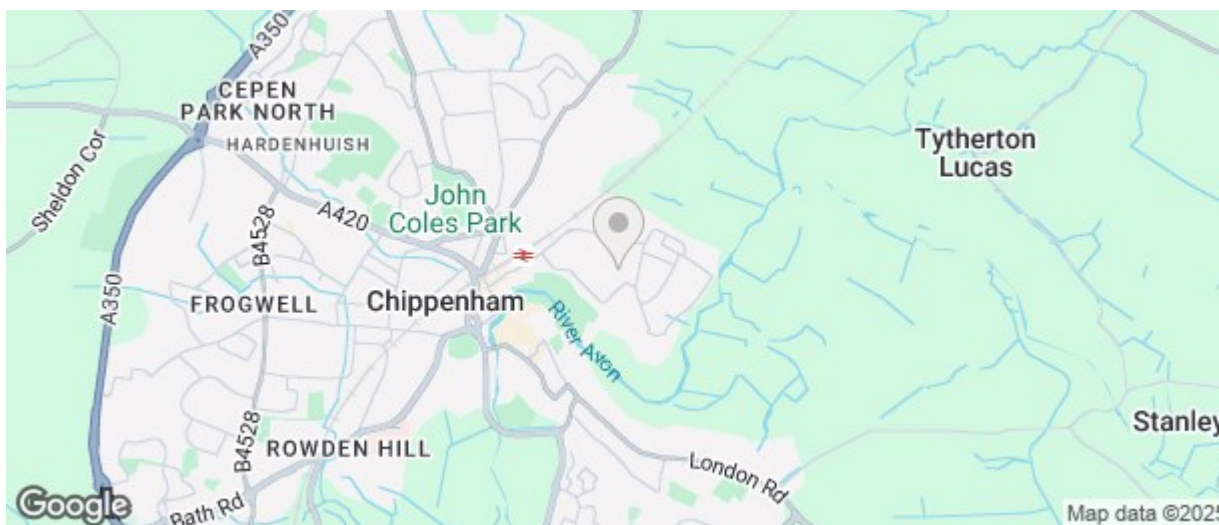 A350
CEPEN
PARK NORTH
HARDENHUISH
Sheldon Cor
Tytherton
Lucas
John
Coles Park
A420
B4528
A350
FROGWELL
Chippenham
River Avon
Stanley
B4528
ROWDEN HILL
London Rd
Bath Rd
Google
Map data ©2025